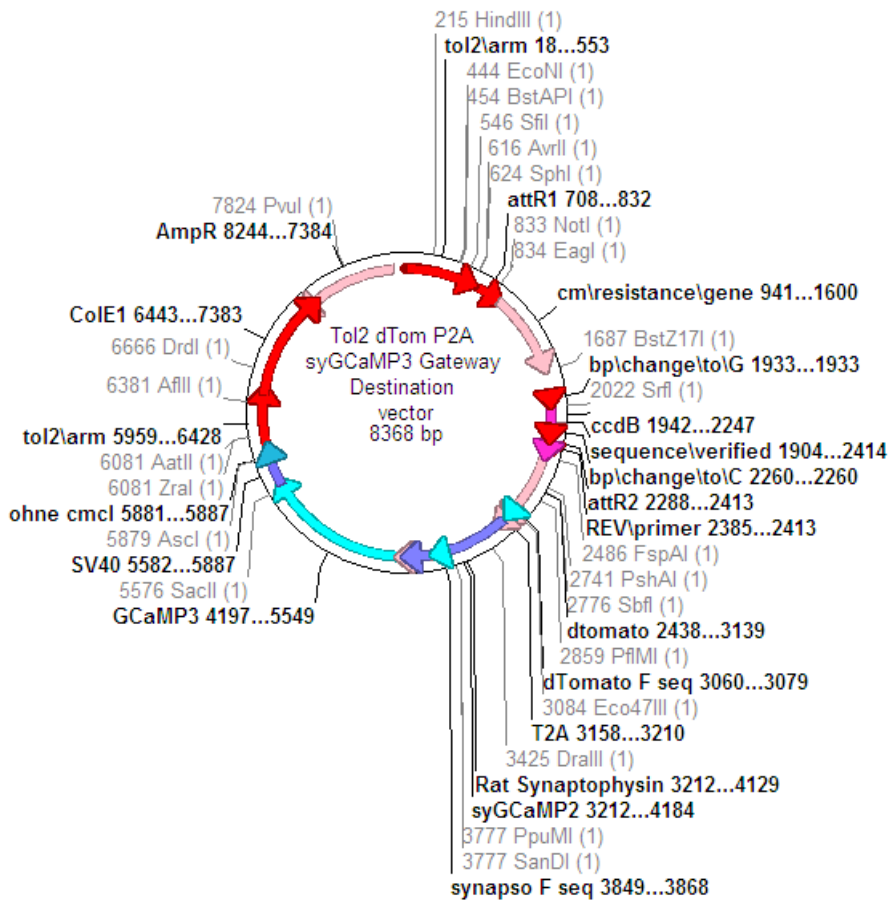 215 HindIII (1)
tol2\arm 18...553
444 EcoNI (1)
454 BstAPI (1)
546 SfiI (1)
616 AvrII (1)
624 SphI (1)
attR1 708...832
833 NotI (1)
834 EagI (1)
cm\resistance\gene 941...1600
1687 BstZ17I (1)
bp\change\to\G 1933...1933
2022 SrfI (1)
ccdB 1942...2247
sequence\verified 1904...2414
bp\change\to\C 2260...2260
attR2 2288...2413
REV\primer 2385...2413
2486 FspAI (1)
2741 PshAI (1)
2776 SbfI (1)
dtomato 2438...3139
2859 PflMI (1)
dTomato F seq 3060...3079
3084 Eco47III (1)
T2A 3158...3210
3425 DraIII (1)
Rat Synaptophysin 3212...4129
syGCaMP2 3212...4184
3777 PpuMI (1)
3777 SanDI (1)
synapso F seq 3849...3868
7824 PvuI (1)
AmpR 8244...7384
ColE1 6443...7383
6666 DrdI (1)
6381 AflII (1)
tol2\arm 5959...6428
6081 AatII (1)
6081 ZraI (1)
ohne cmcl 5881...5887
5879 AscI (1)
SV40 5582...5887
5576 SacII (1)
GCaMP3 4197...5549
Tol2 dTom P2A
syGCaMP3 Gateway
Destination
vector
8368 bp